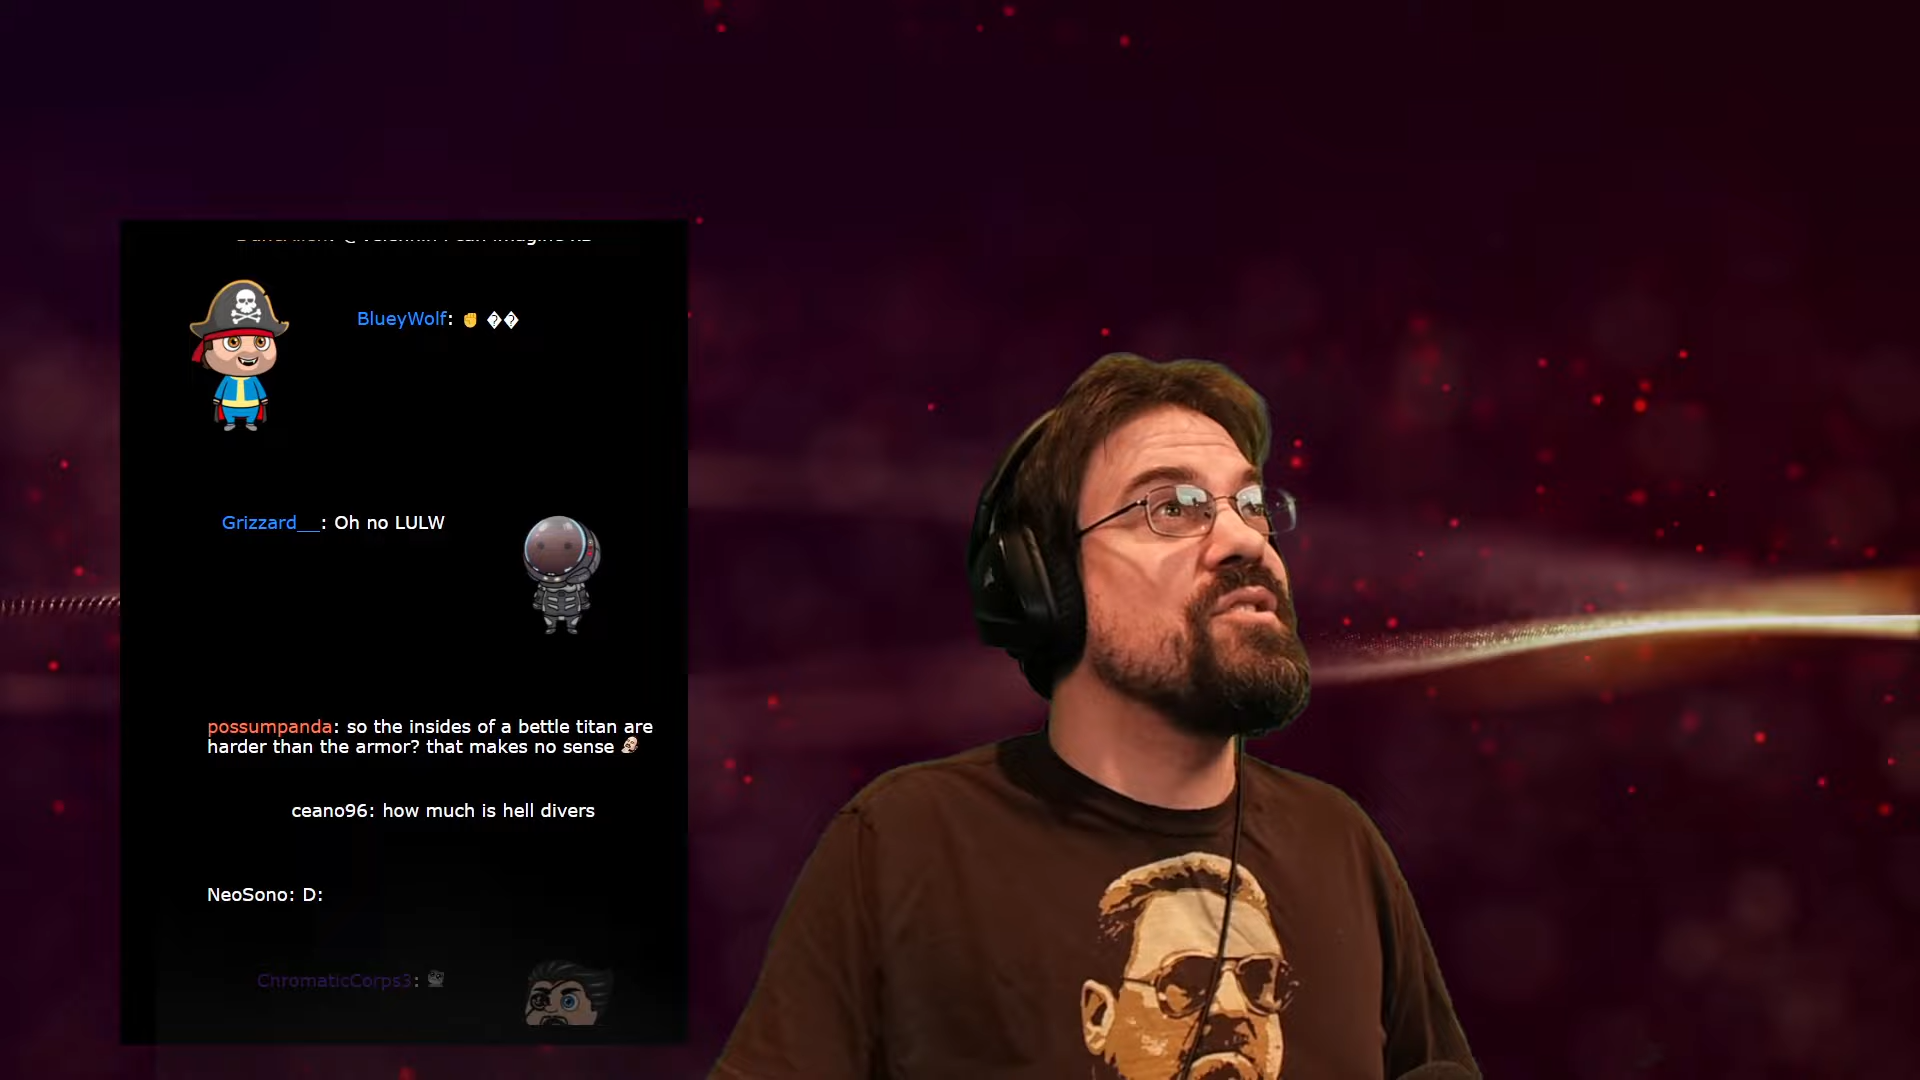 BlueyWolf: ✊ ��
Grizzard__: Oh no LULW
possumpanda: so the insides of a bettle titan are
harder than the armor? that makes no sense
ceano96: how much is hell divers
NeoSono: D:
ChromaticCorps3: